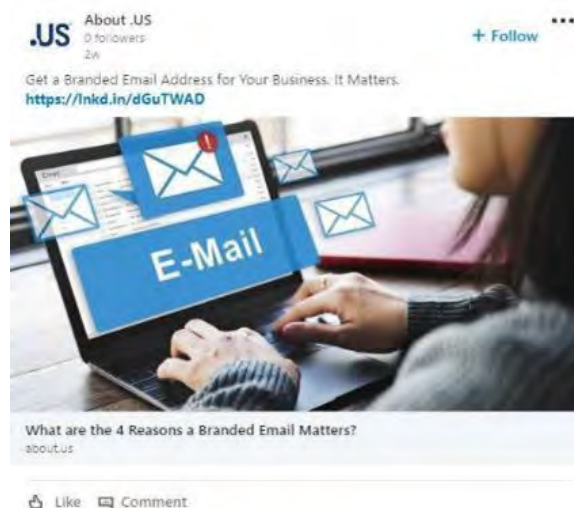 .US
About .US
0 followers
2w
+ Follow
Get a Branded Email Address for Your Business. It Matters.
https://lnkd.in/dGuTWAD
E-Mail
What are the 4 Reasons a Branded Email Matters?
about.us
Like
Comment